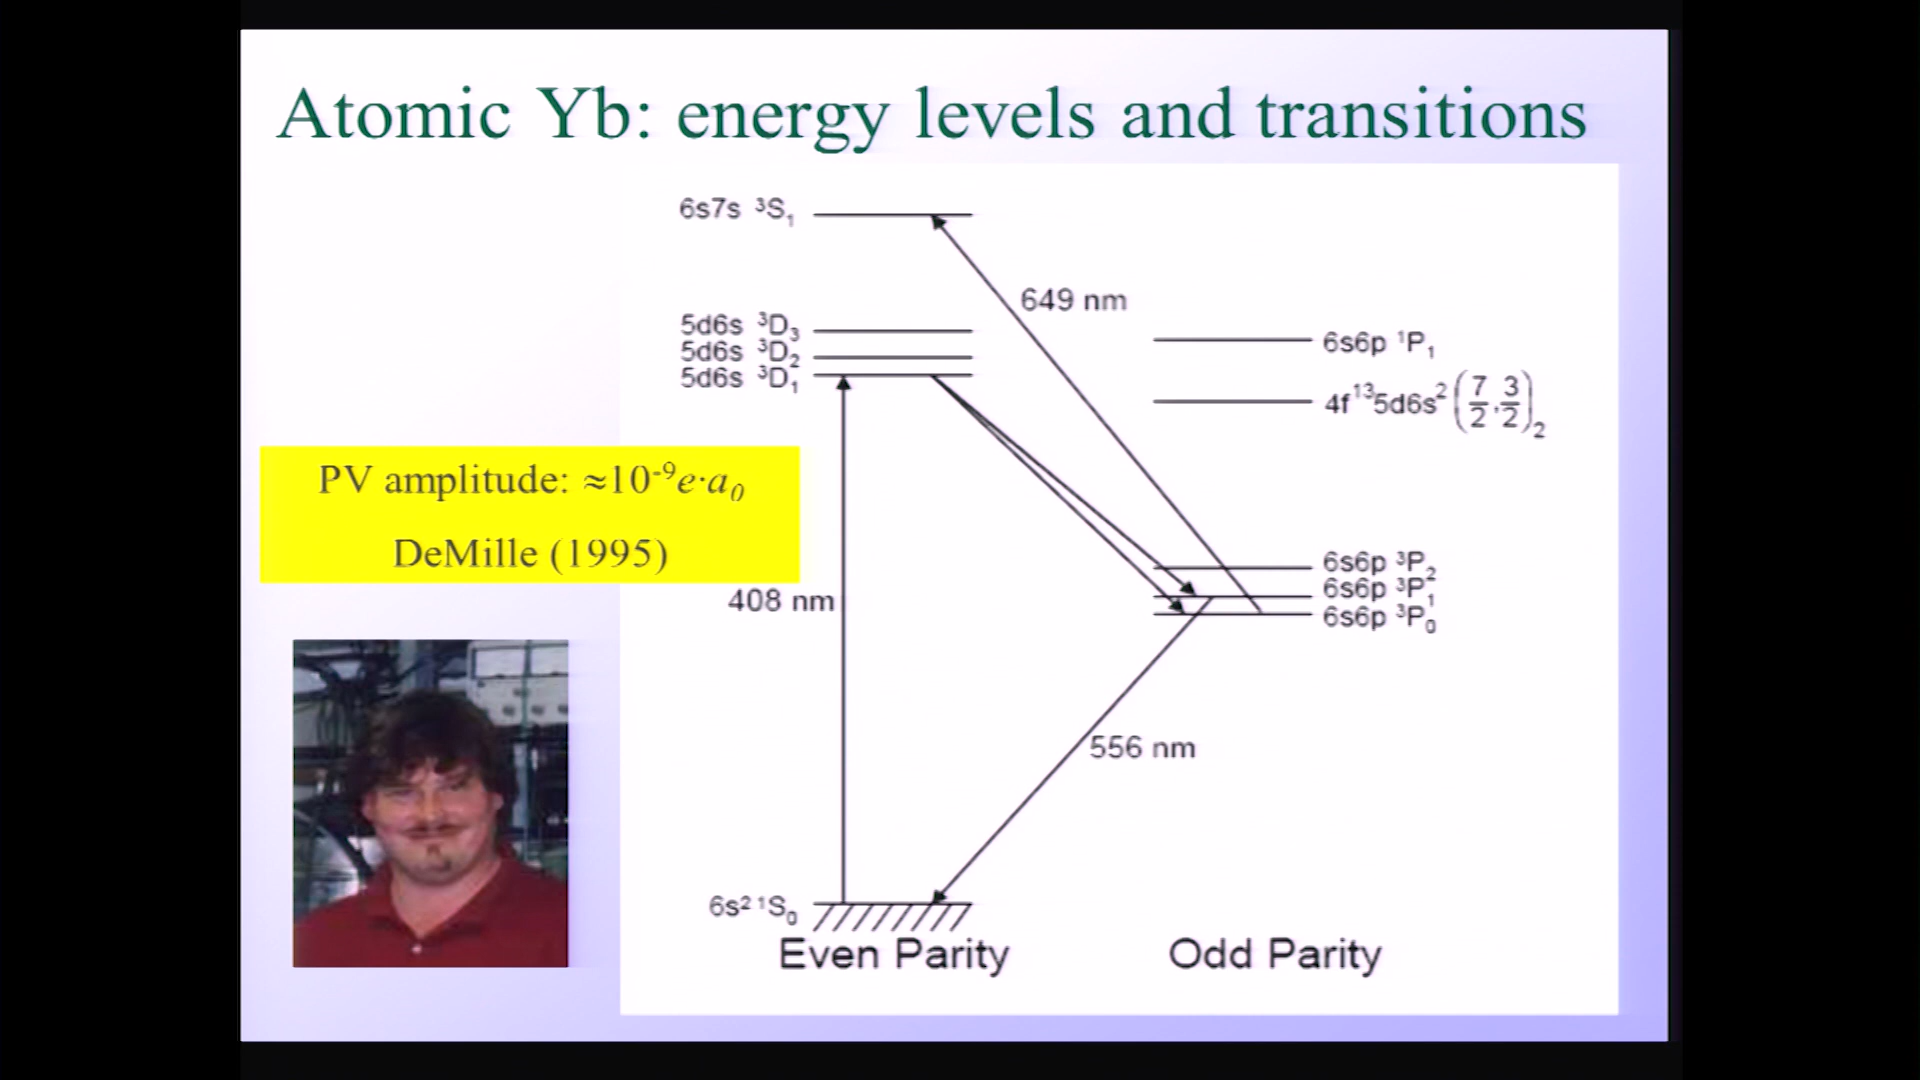 Atomic Yb: energy levels and transitions
6s7s ³S₁
649 nm
5d6s ³D₃
5d6s ³D₂
5d6s ³D₁
6s6p ¹P₁
4f¹³5d6s² (7/2,3/2)₂
PV amplitude: ≈10⁻⁹e·a₀
DeMille (1995)
408 nm
6s6p ³P₂
6s6p ³P₁
6s6p ³P₀
556 nm
6s² ¹S₀
Even Parity
Odd Parity